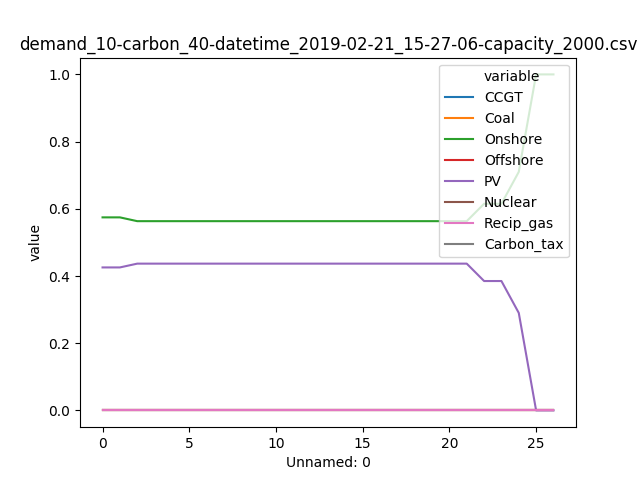 demand_10-carbon_40-datetime_2019-02-21_15-27-06-capacity_2000.csv
variable
CCGT
Coal
Onshore
Offshore
PV
Nuclear
Recip_gas
Carbon_tax
value
1.0
0.8
0.6
0.4
0.2
0.0
0 5 10 15 20 25
Unnamed: 0